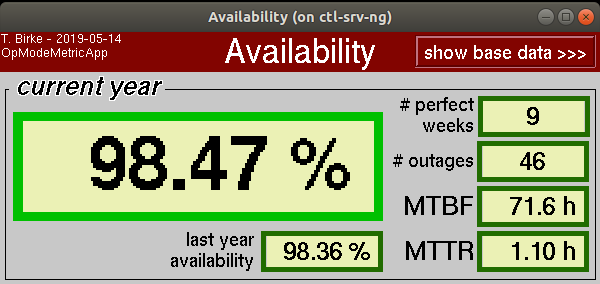 Availability (on ctl-srv-ng)
T. Birke - 2019-05-14
OpModeMetricApp
Availability
show base data >>>
current year
98.47 %
# perfect
weeks
9
# outages
46
MTBF
71.6 h
last year
availability
98.36 %
MTTR
1.10 h